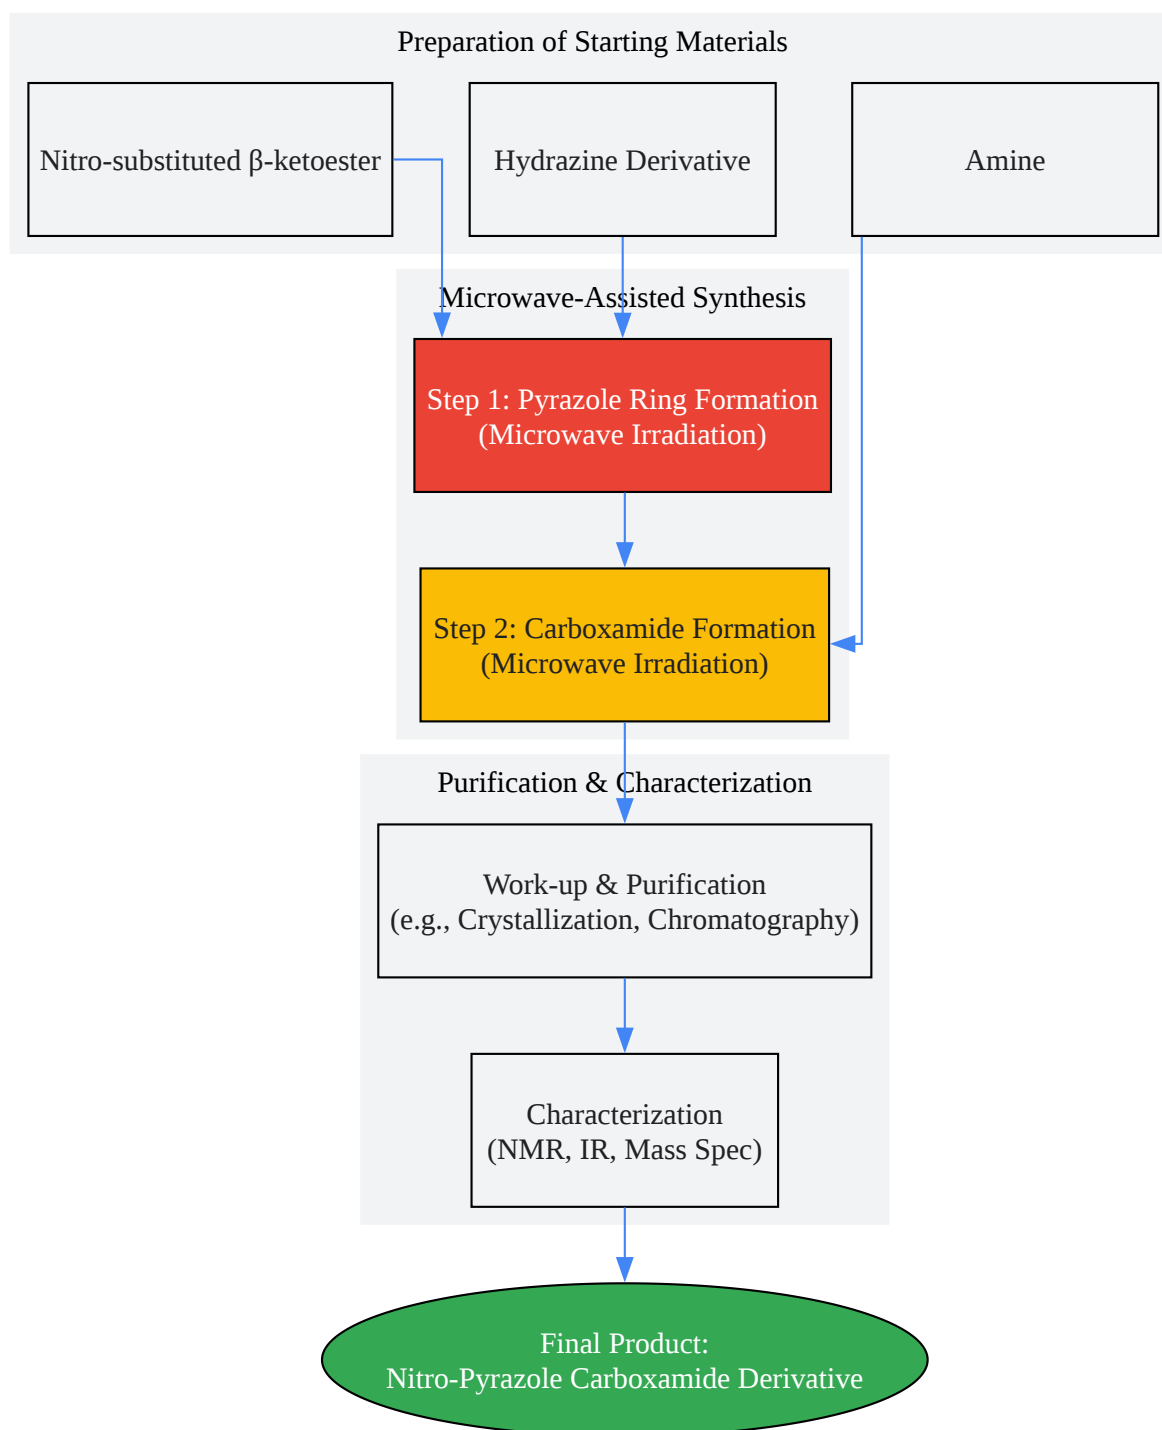 Preparation of Starting Materials
Nitro-substituted β-ketoester
Hydrazine Derivative
Amine
Microwave-Assisted Synthesis
Step 1: Pyrazole Ring Formation
(Microwave Irradiation)
Step 2: Carboxamide Formation
(Microwave Irradiation)
Purification & Characterization
Work-up & Purification
(e.g., Crystallization, Chromatography)
Characterization
(NMR, IR, Mass Spec)
Final Product:
Nitro-Pyrazole Carboxamide Derivative